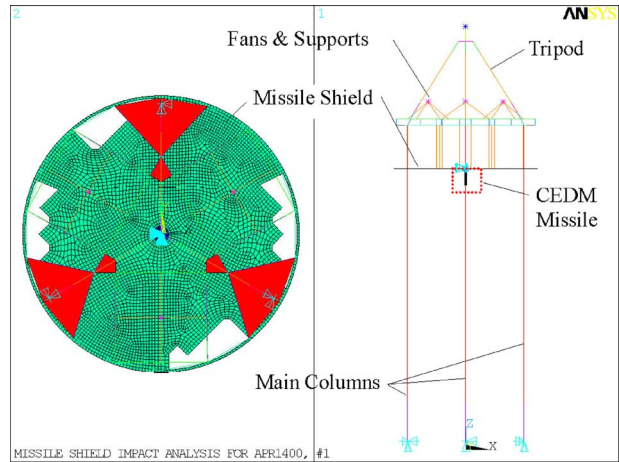 2
1
ANSYS
Fans & Supports
Tripod
Missile Shield
CEDM
Missile
Main Columns
Z
X
MISSILE SHIELD IMPACT ANALYSIS FOR APR1400, #1